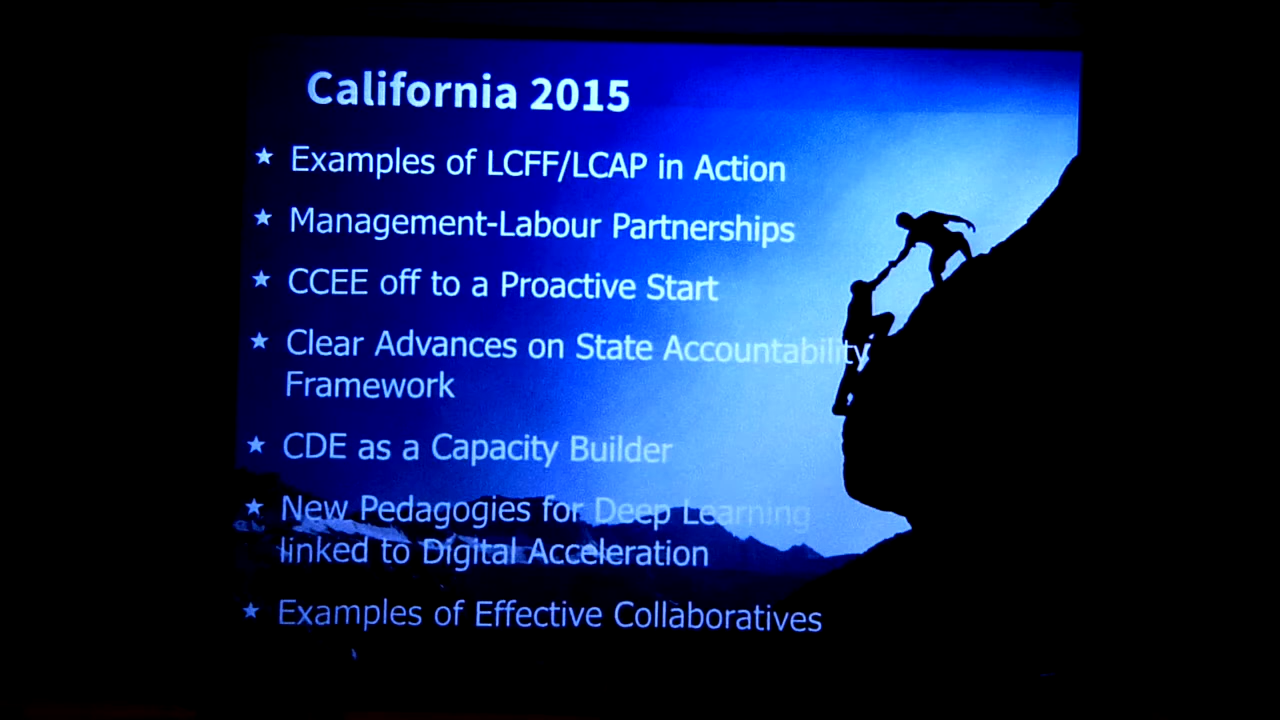 California 2015
★ Examples of LCFF/LCAP in Action
★ Management-Labour Partnerships
★ CCEE off to a Proactive Start
★ Clear Advances on State Accountability
Framework
★ CDE as a Capacity Builder
★ New Pedagogies for Deep Learning
linked to Digital Acceleration
★ Examples of Effective Collaboratives